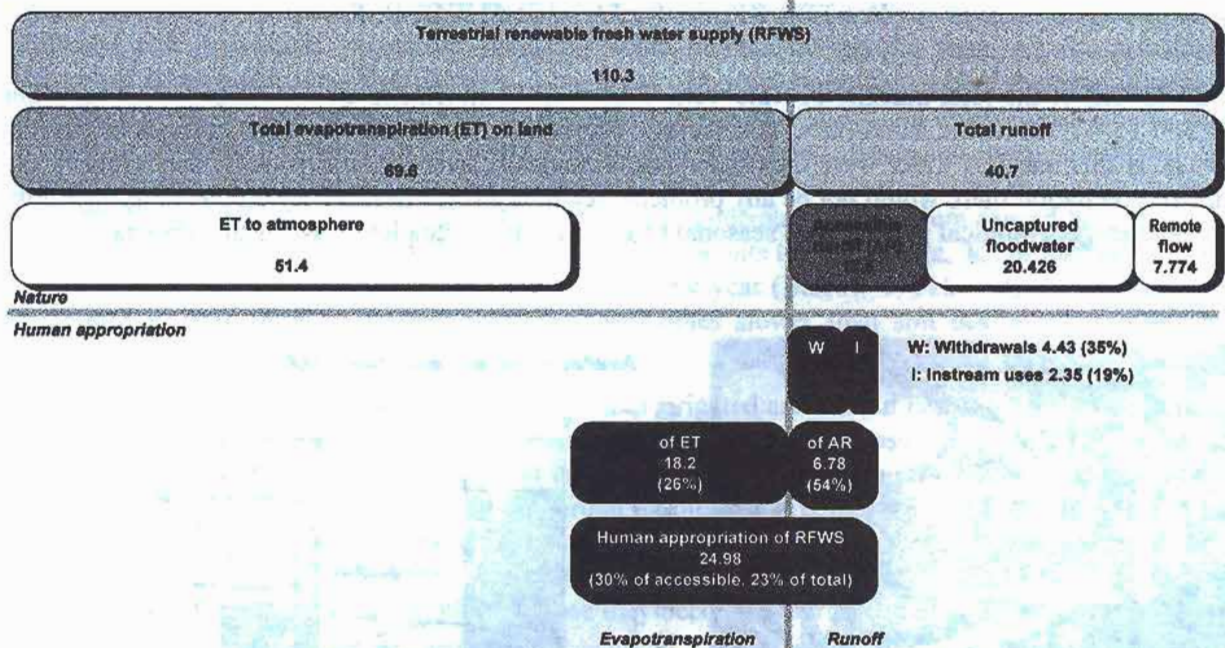 Terrestrial renewable fresh water supply (RFWS)
110.3
Total evapotranspiration (ET) on land
69.6
Total runoff
40.7
ET to atmosphere
51.4
Uncaptured
floodwater
20.426
Remote
flow
7.774
Nature
Human appropriation
W I
W: Withdrawals 4.43 (35%)
I: Instream uses 2.35 (19%)
of ET
18.2
(26%)
of AR
6.78
(54%)
Human appropriation of RFWS
24.98
(30% of accessible, 23% of total)
Evapotranspiration
Runoff